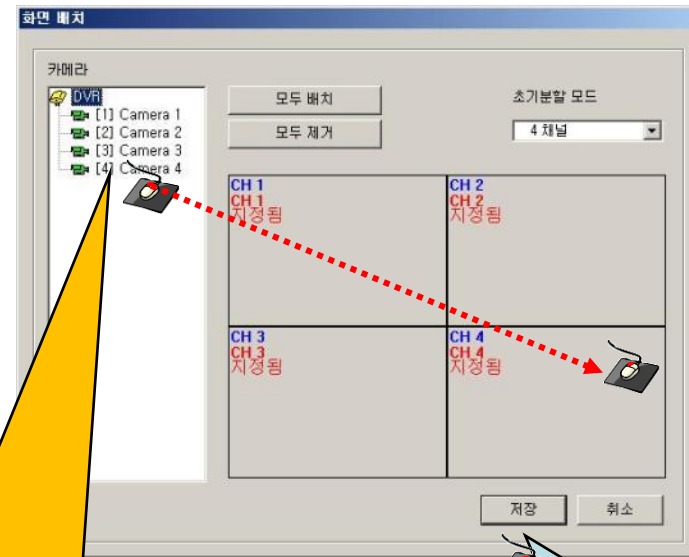 화면 배치
카메라
DVR
[1] Camera 1
[2] Camera 2
[3] Camera 3
[4] Camera 4
모두 배치
모두 제거
초기분할 모드
4 채널
CH 1
CH 1
지정됨
CH 2
CH 2
지정됨
CH 3
CH 3
지정됨
CH 4
CH 4
지정됨
저장
취소